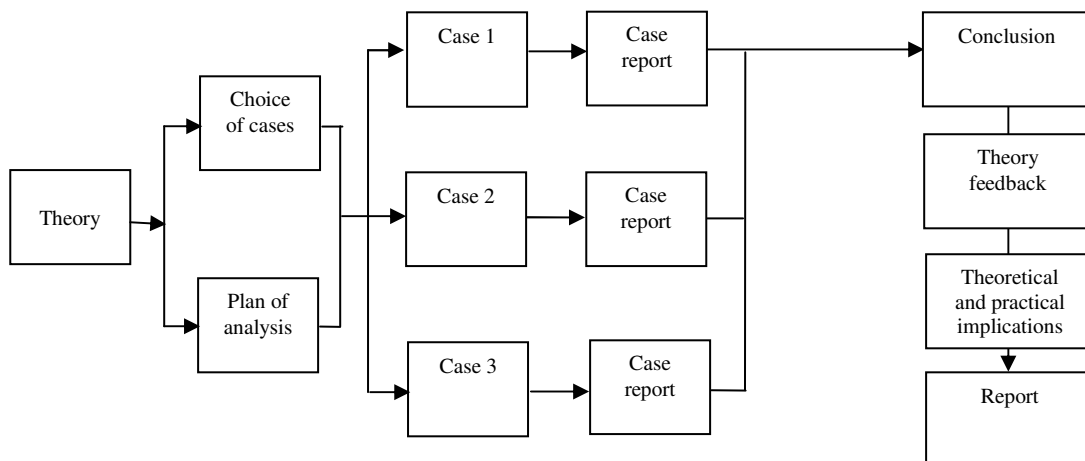 Theory
Choice
of cases
Plan of
analysis
Case 1
Case
report
Case 2
Case
report
Case 3
Case
report
Conclusion
Theory
feedback
Theoretical
and practical
implications
Report